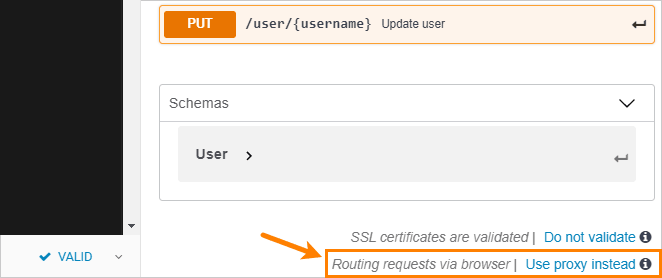 PUT /user/{username} Update user
Schemas
User
SSL certificates are validated | Do not validate
VALID
Routing requests via browser | Use proxy instead